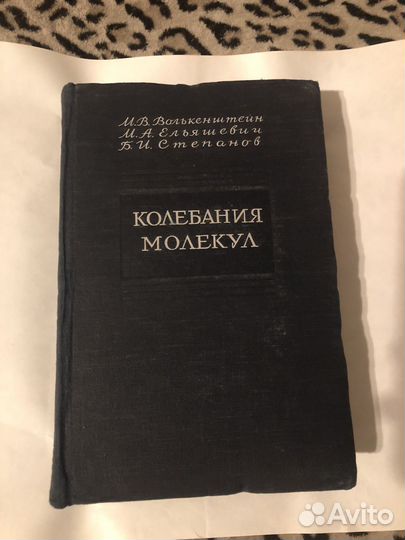 М. В. Волькенштейн
М. А. Ельяшевич
Б. И. Степанов
КОЛЕБАНИЯ
МОЛЕКУЛ
Avito